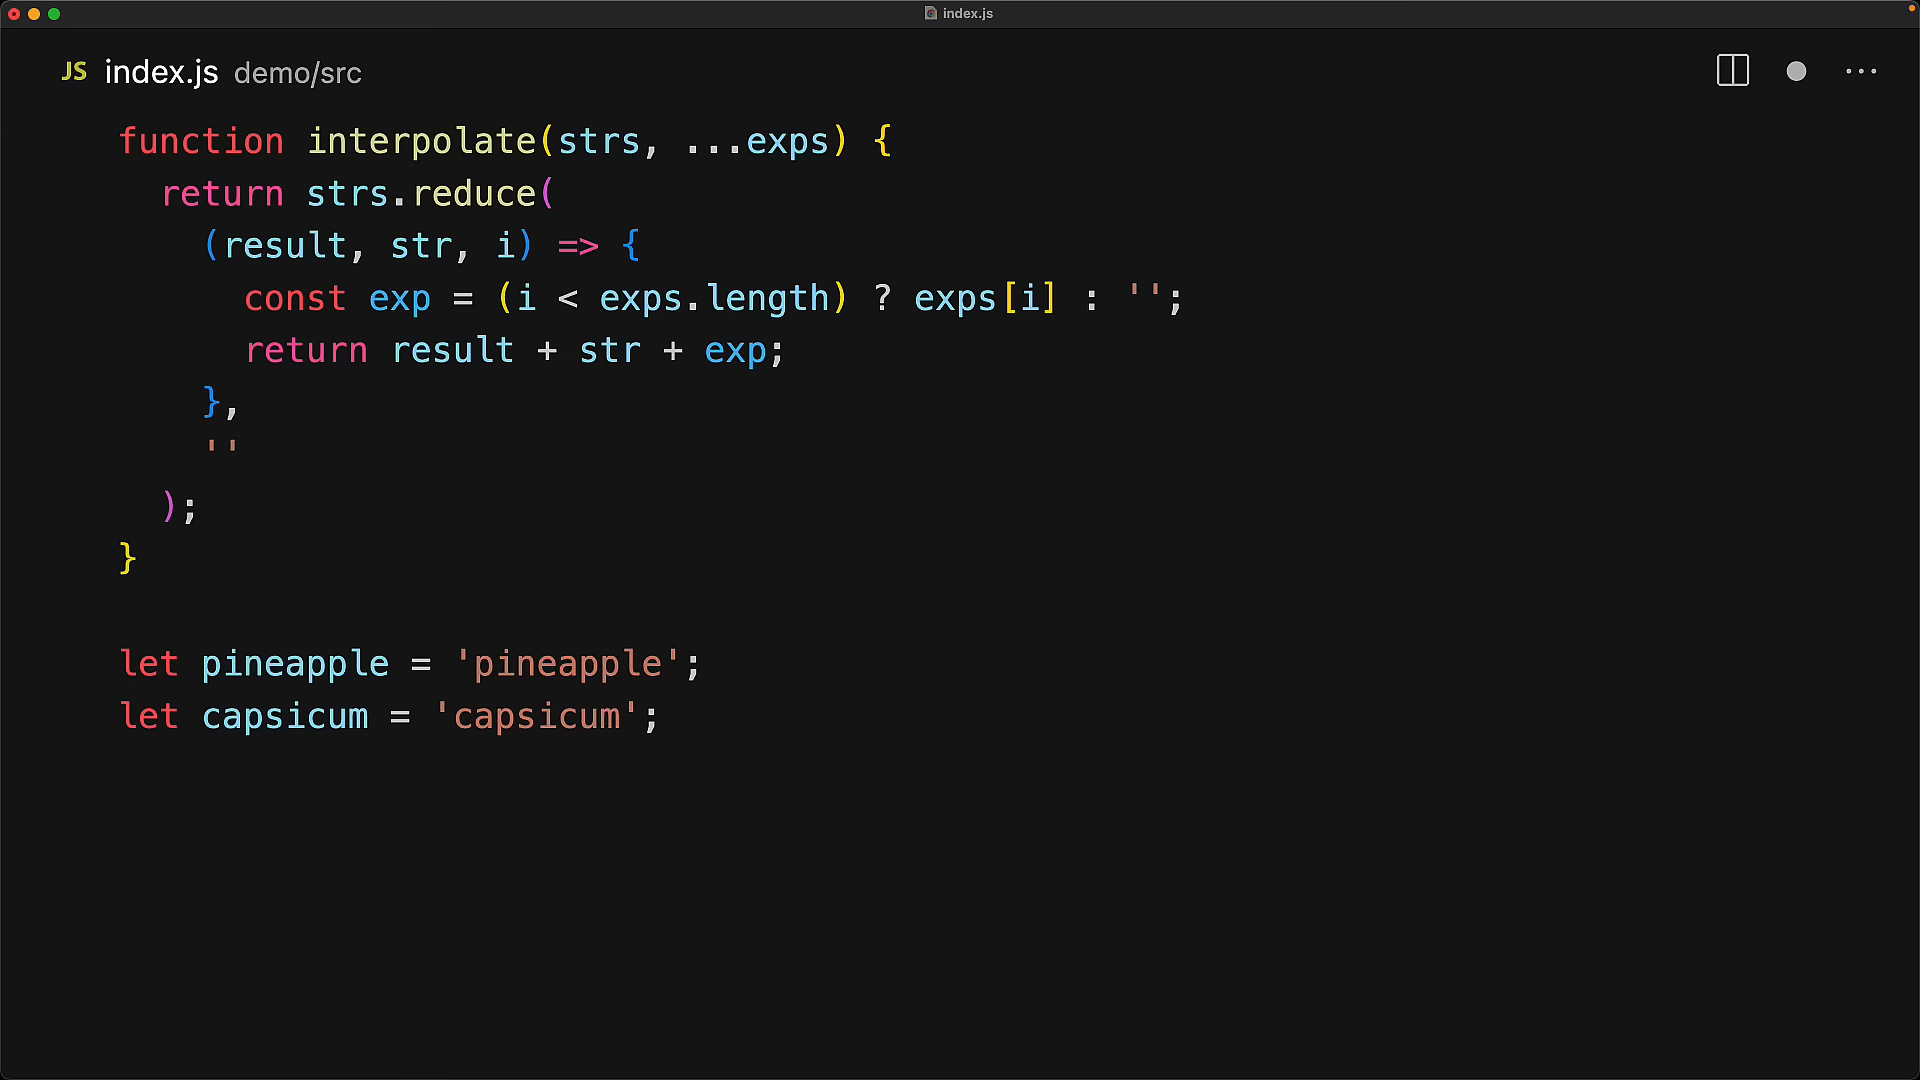 index.js
JS index.js demo/src
function interpolate(strs, ...exps) {
  return strs.reduce(
    (result, str, i) => {
      const exp = (i < exps.length) ? exps[i] : '';
      return result + str + exp;
    },
    ''
  );
}
let pineapple = 'pineapple';
let capsicum = 'capsicum';